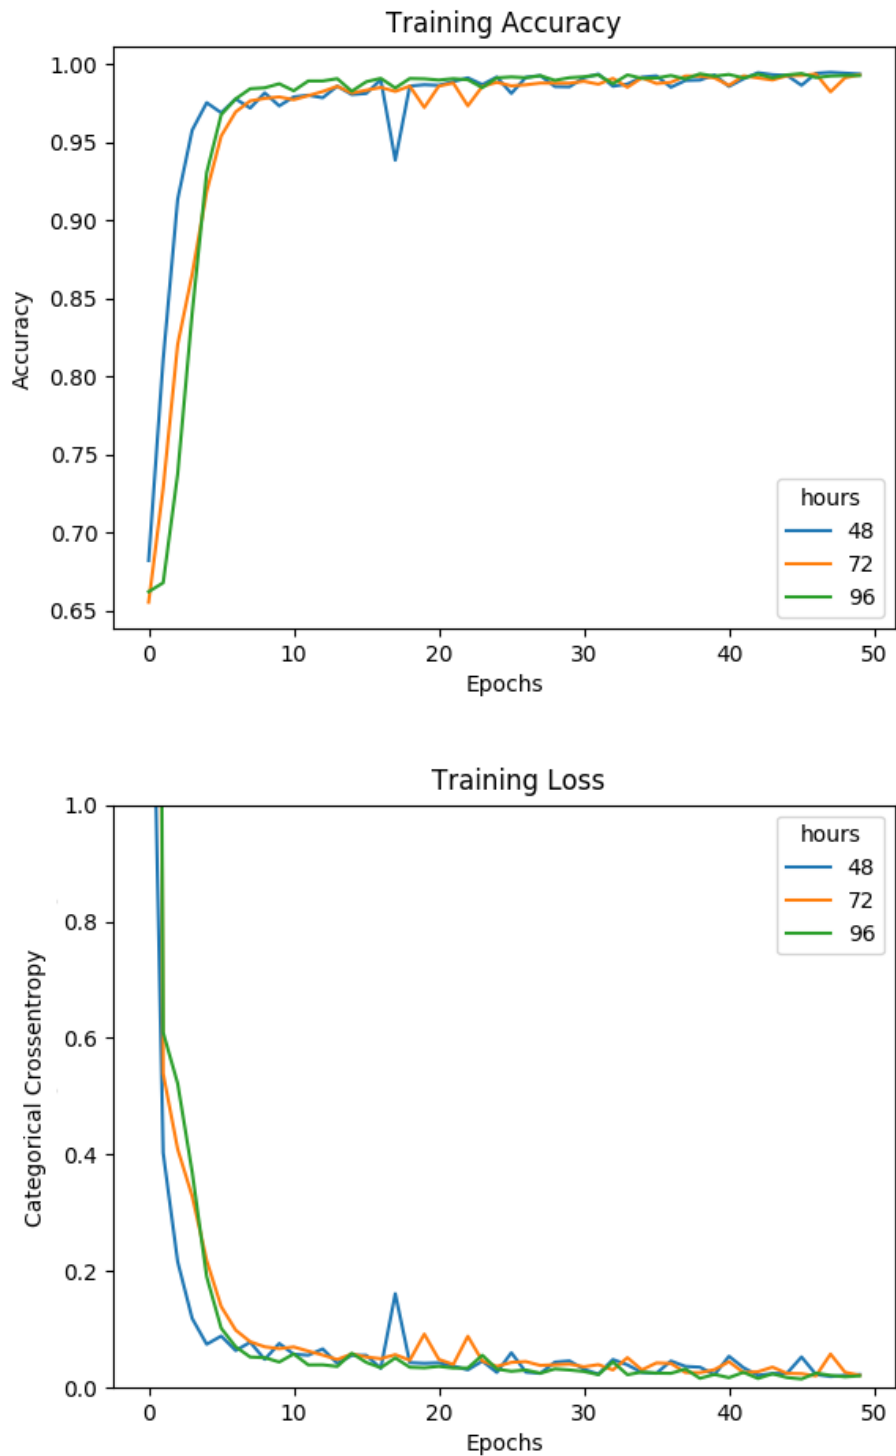 Training Accuracy
1.00
0.95
0.90
0.85
0.80
0.75
0.70
0.65
Accuracy
hours
48
72
96
0 10 20 30 40 50
Epochs
Training Loss
1.0
0.8
0.6
0.4
0.2
0.0
Categorical Crossentropy
hours
48
72
96
0 10 20 30 40 50
Epochs